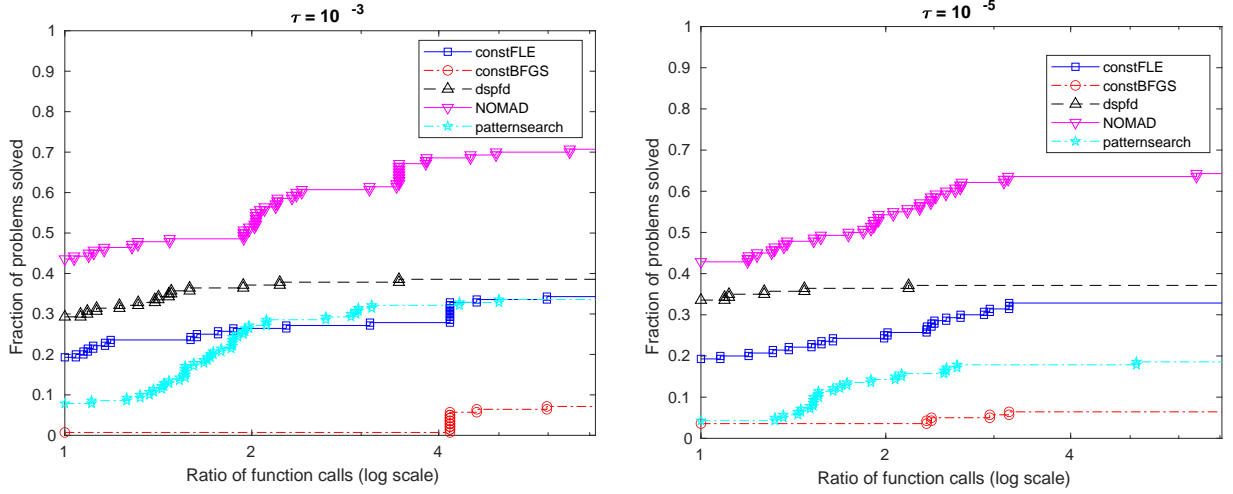 τ = 10 -3
1
0.9
0.8
0.7
0.6
0.5
0.4
0.3
0.2
0.1
0
Fraction of problems solved
constFLE
constBFGS
dspfd
NOMAD
patternsearch
1
2
4
Ratio of function calls (log scale)
τ = 10 -5
1
0.9
0.8
0.7
0.6
0.5
0.4
0.3
0.2
0.1
0
Fraction of problems solved
constFLE
constBFGS
dspfd
NOMAD
patternsearch
1
2
4
Ratio of function calls (log scale)